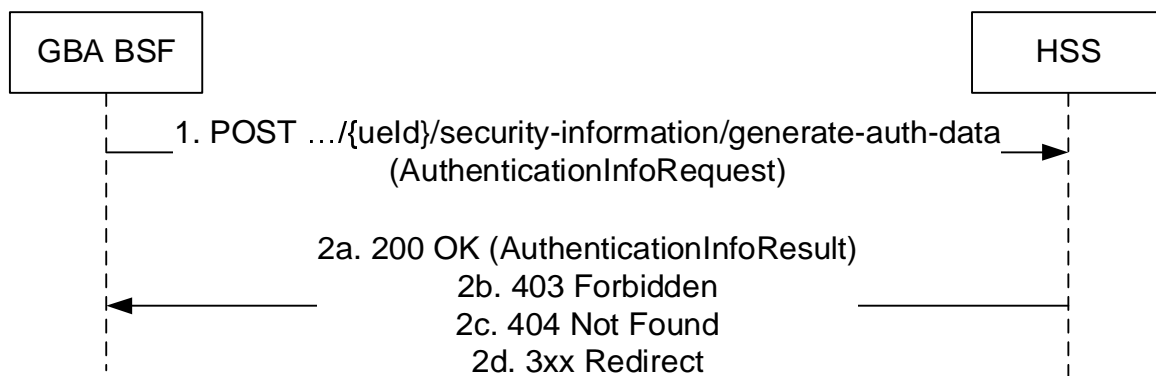 GBA BSF
HSS
1. POST …/{ueId}/security-information/generate-auth-data
(AuthenticationInfoRequest)
2a. 200 OK (AuthenticationInfoResult)
2b. 403 Forbidden
2c. 404 Not Found
2d. 3xx Redirect